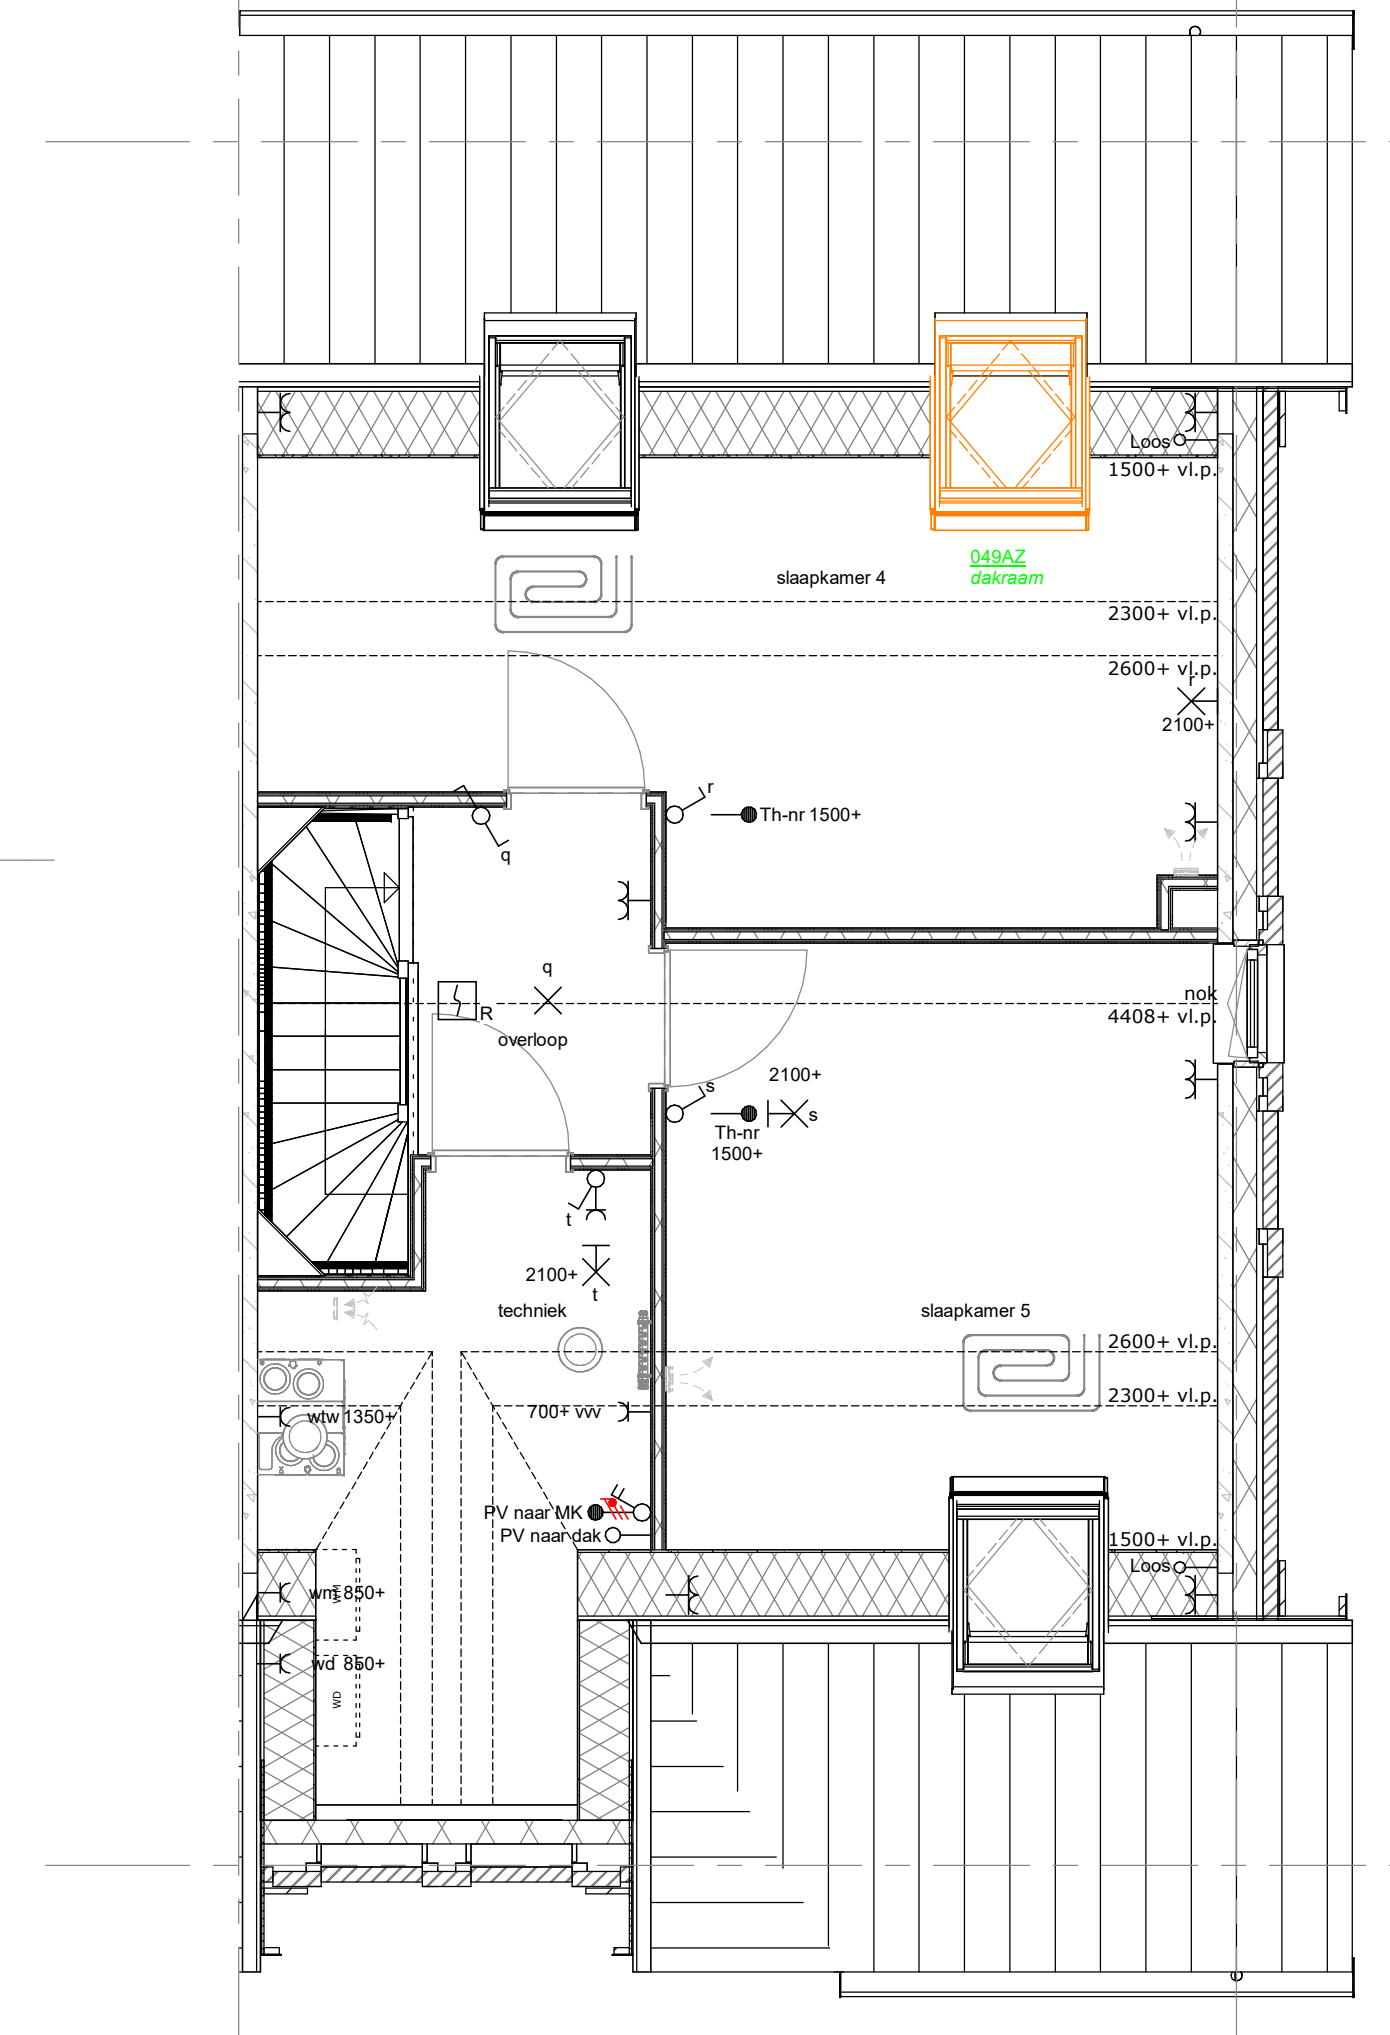 Loos
1500+ vl.p.
049AZ
dakraam
slaapkamer 4
2300+ vl.p.
2600+ vl.p.
r
2100+
r
Th-nr 1500+
q
q
nok
4408+ vl.p.
R
overloop
2100+
s
s
Th-nr
1500+
t
2100+
t
techniek
slaapkamer 5
2600+ vl.p.
2300+ vl.p.
wtw 1350+
700+ vvv
PV naar MK
PV naar dak
1500+ vl.p.
Loos
wm 850+
WM
wd 850+
WD